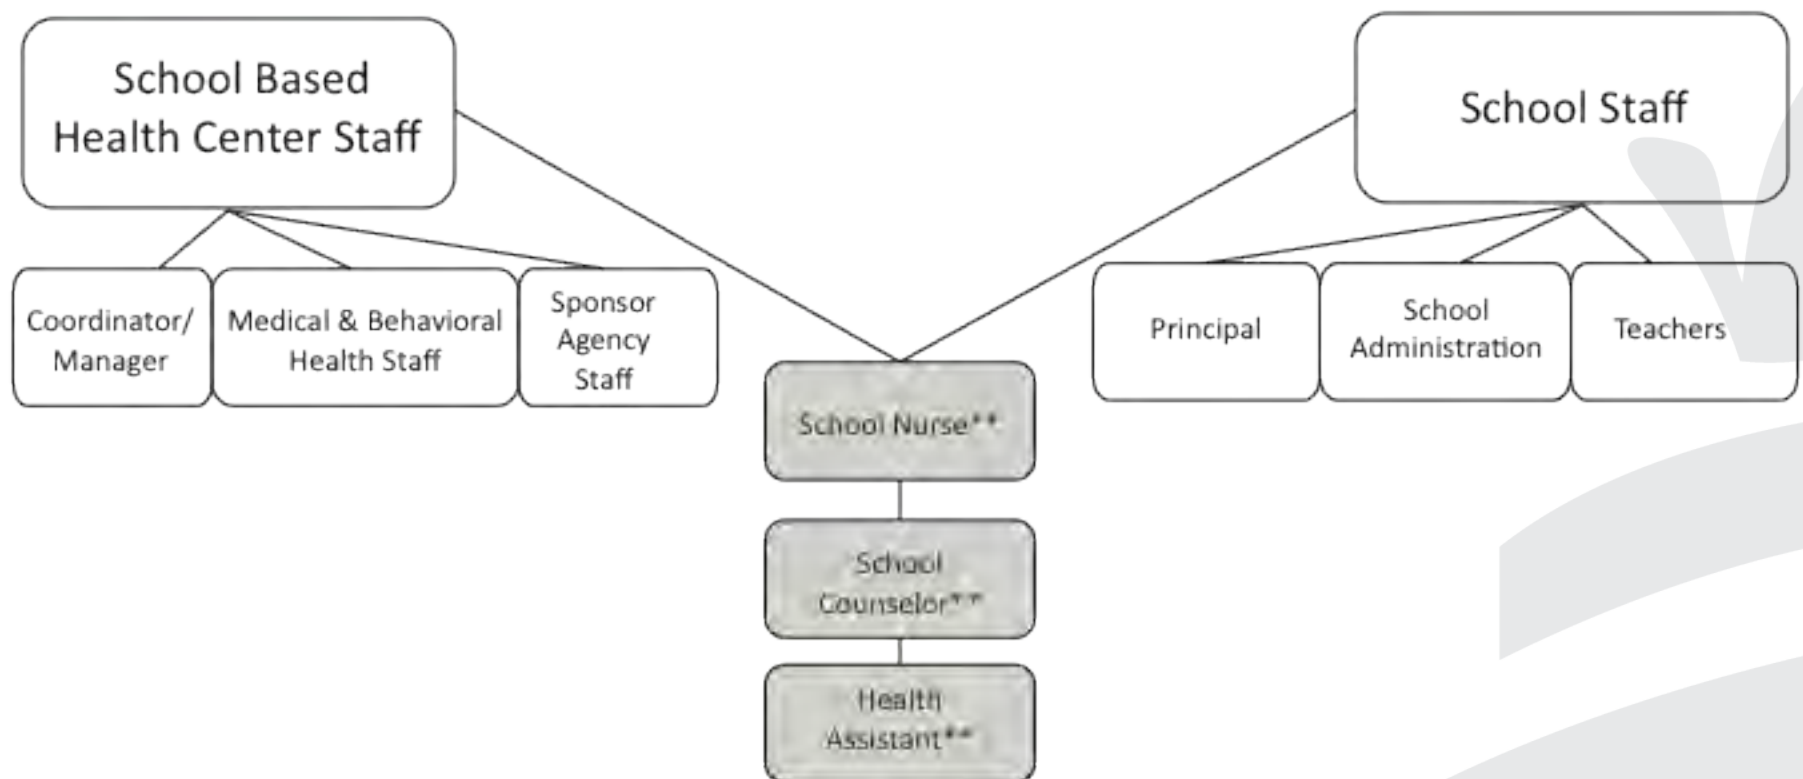 School Based
Health Center Staff
School Staff
Coordinator/
Manager
Medical & Behavioral
Health Staff
Sponsor
Agency
Staff
Principal
School
Administration
Teachers
School Nurse**
School
Counselor**
Health
Assistant**